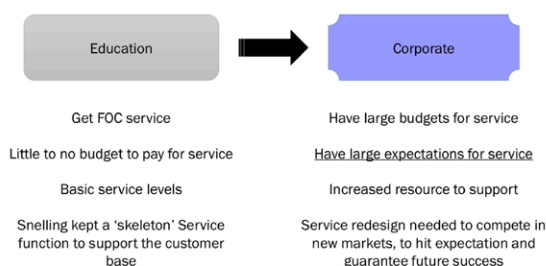 Education
Corporate
Get FOC service
Have large budgets for service
Little to no budget to pay for service
Have large expectations for service
Basic service levels
Increased resource to support
Snelling kept a ‘skeleton’ Service
function to support the customer
base
Service redesign needed to compete in
new markets, to hit expectation and
guarantee future success